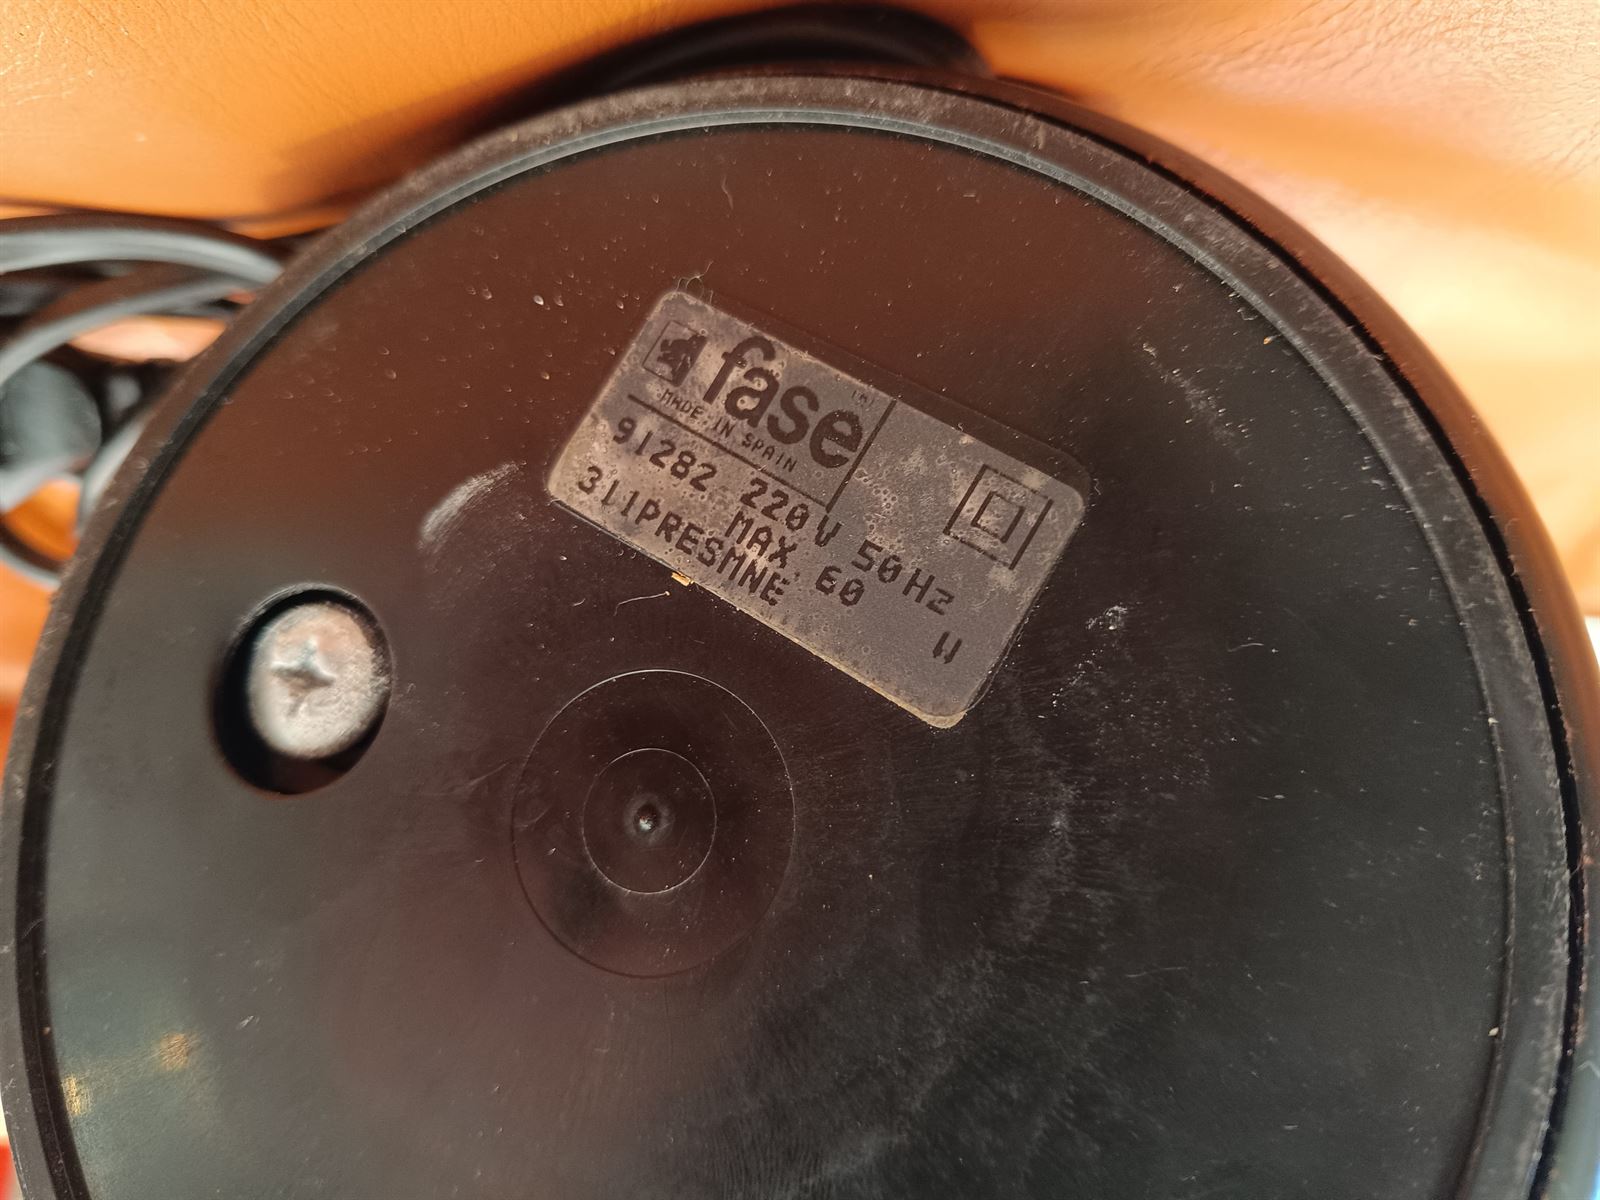 fase
MADE IN SPAIN
91282 220V 50Hz
MAX 60 W
311PRESMNE